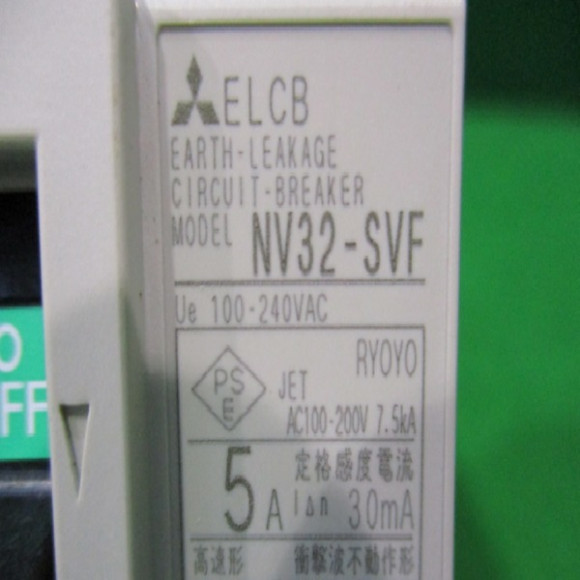 ELCB
EARTH-LEAKAGE
CIRCUIT-BREAKER
MODEL NV32-SVF
Ue 100-240VAC
PS
E
RYOYO
JET
AC100-200V 7.5kA
5A
定格感度電流
IΔn 30mA
高速形
衝撃波不動作形
O
FF